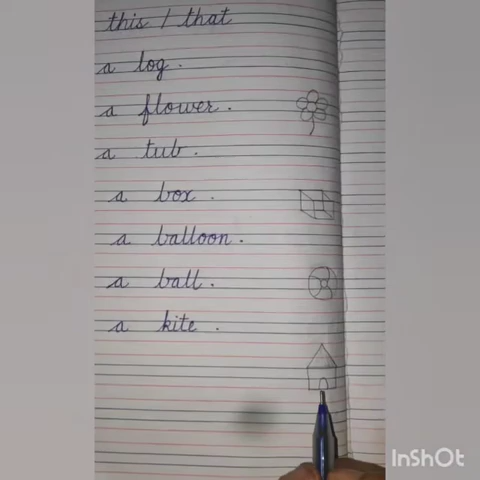 this / that
a log.
a flower.
a tub.
a box.
a balloon.
a ball.
a kite.
InShOt